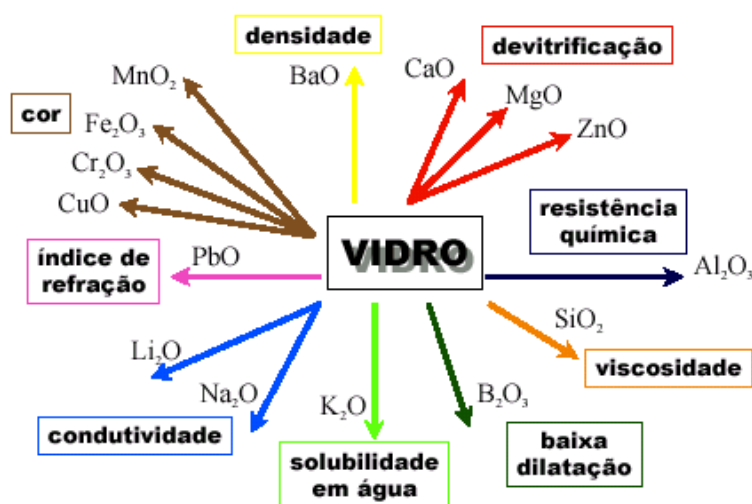 densidade
BaO
devitrificação
CaO
MgO
ZnO
MnO₂
cor
Fe₂O₃
Cr₂O₃
CuO
VIDRO
resistência
química
Al₂O₃
índice de
refração
PbO
SiO₂
viscosidade
Li₂O
Na₂O
condutividade
K₂O
solubilidade
em água
B₂O₃
baixa
dilatação